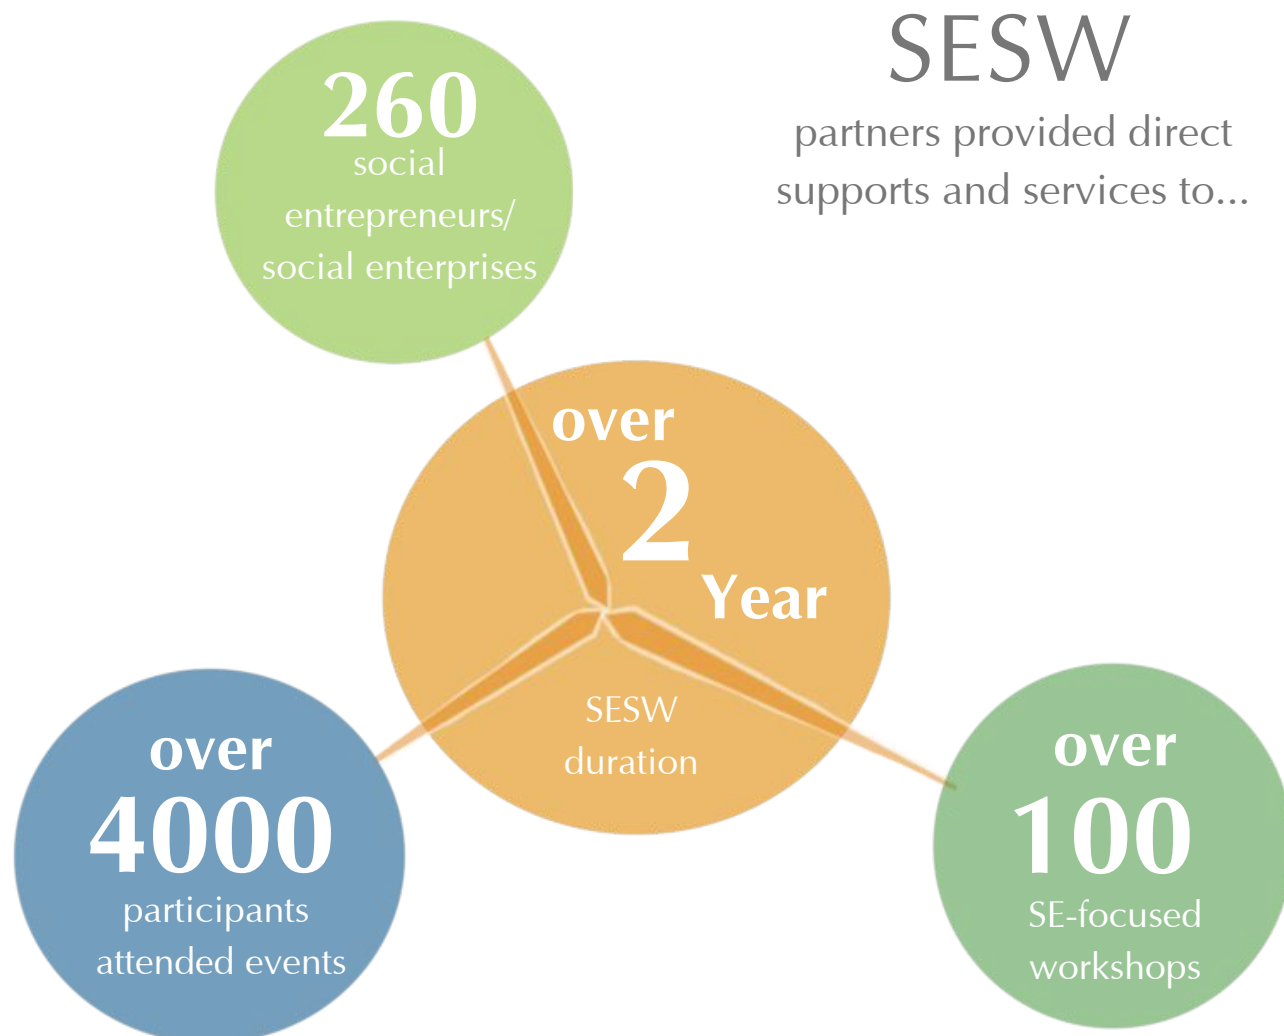 SESW
partners provided direct
supports and services to...
260
social
entrepreneurs/
social enterprises
over
2
Year
SESW
duration
over
4000
participants
attended events
over
100
SE-focused
workshops